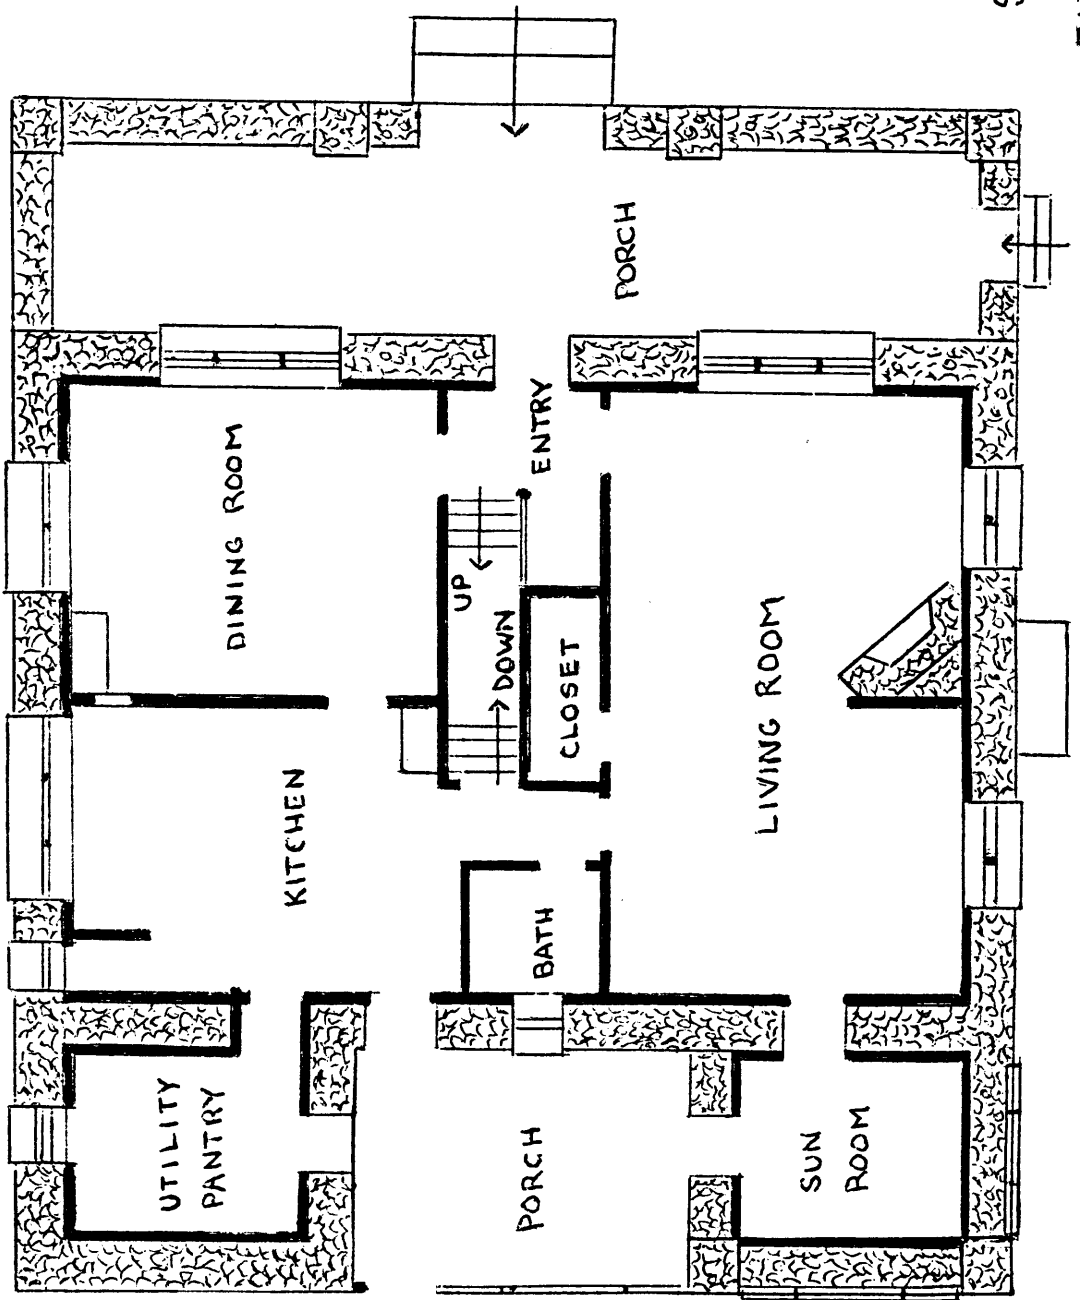 PORCH
ENTRY
DINING ROOM
UP
DOWN
CLOSET
LIVING ROOM
KITCHEN
BATH
UTILITY
PANTRY
PORCH
SUN
ROOM